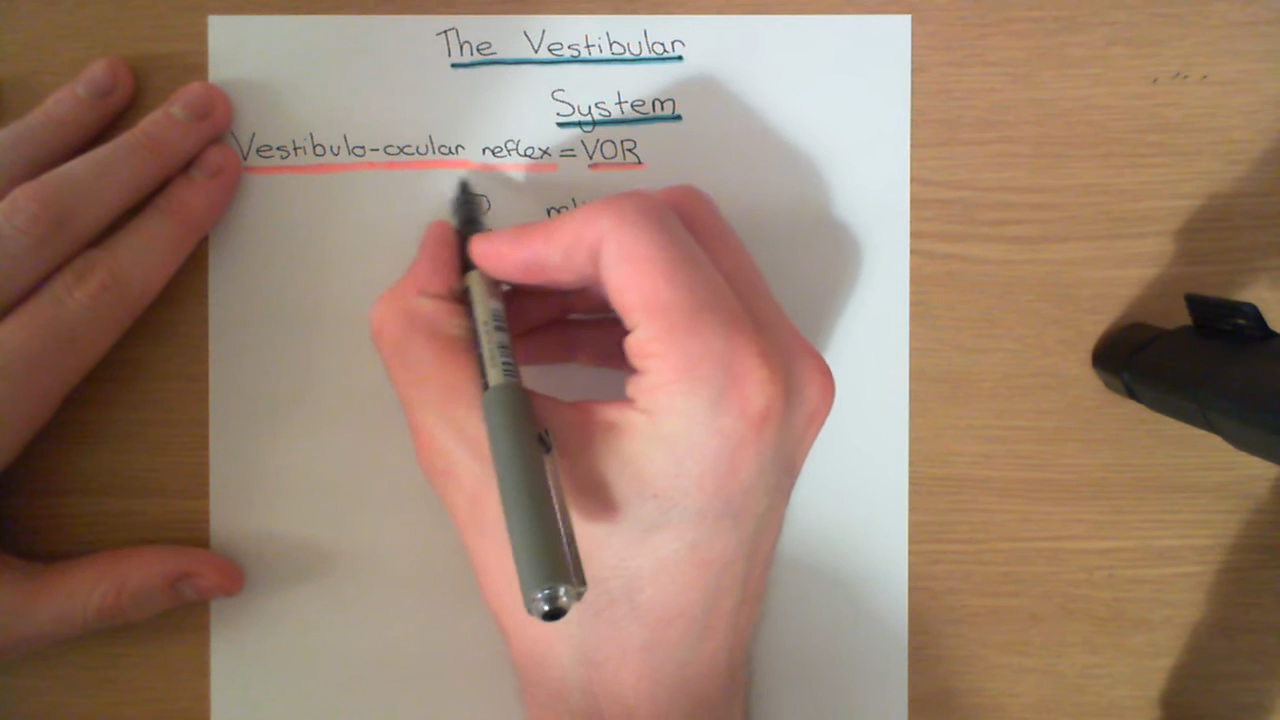 The Vestibular
System
Vestibulo-ocular reflex = VOR